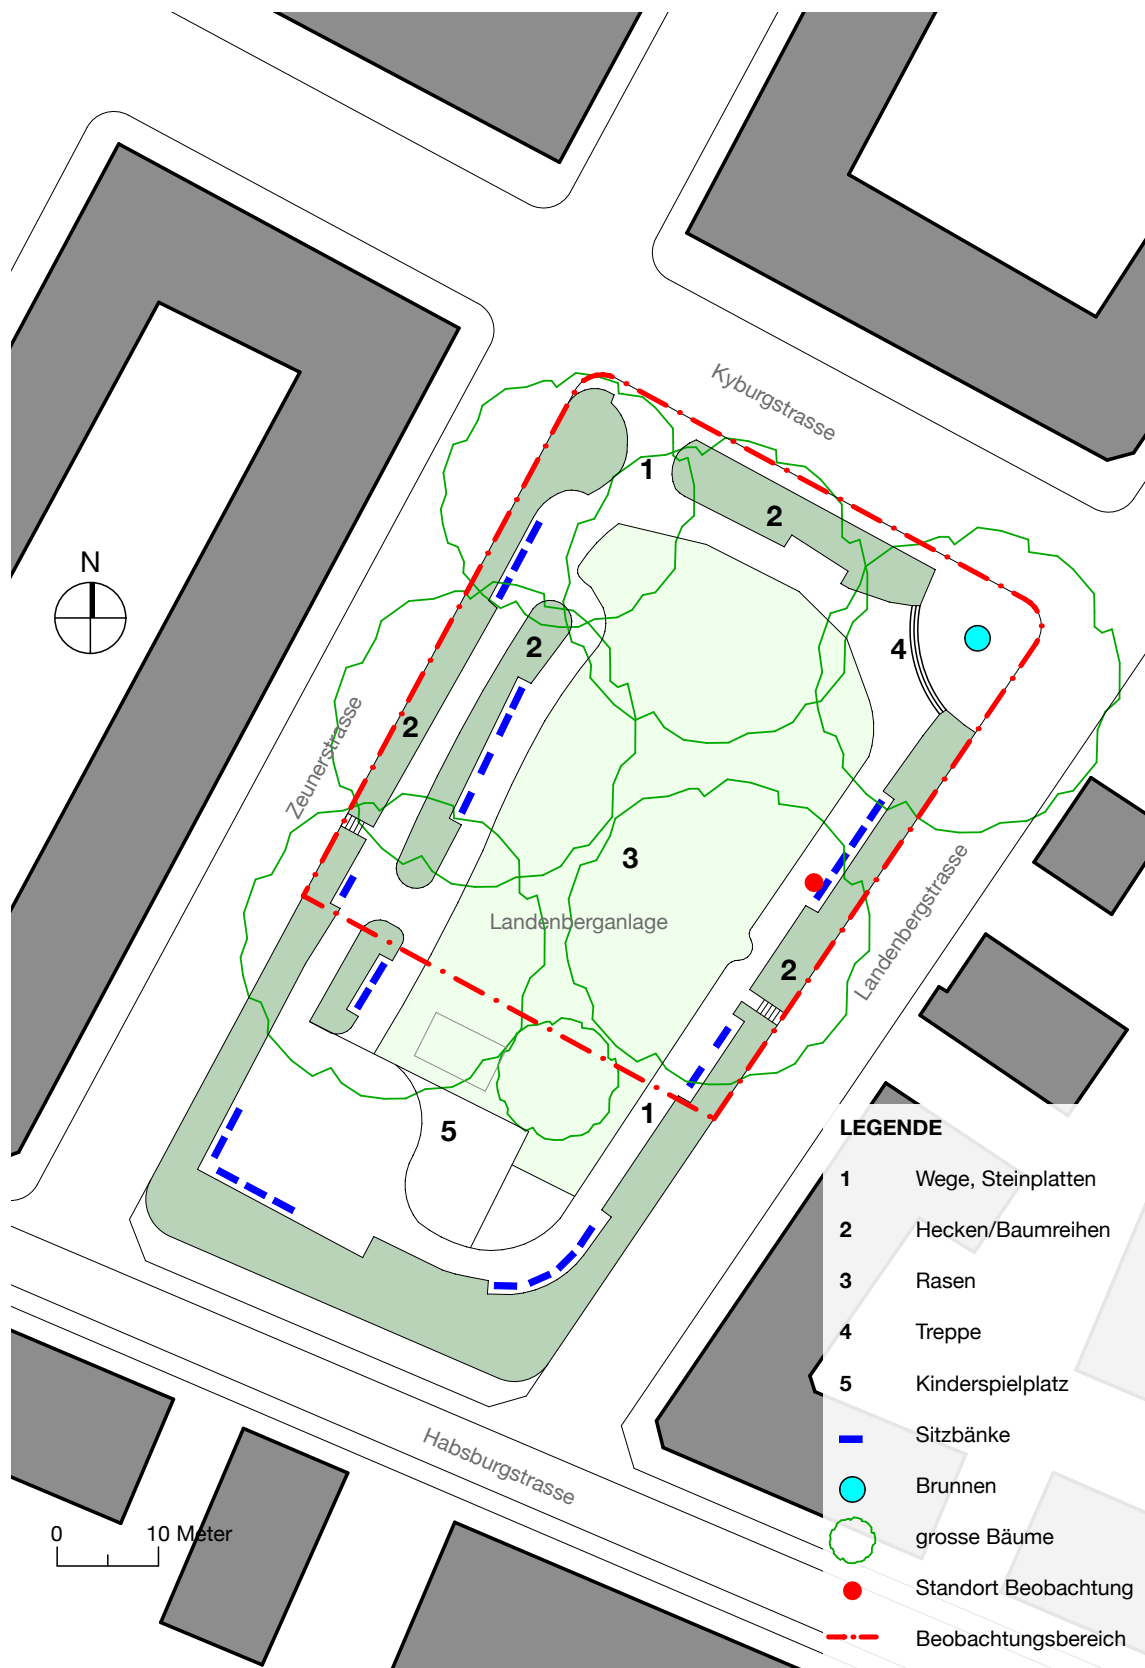 Kyburgstrasse
1
2
N
4
2
2
Zeunerstrasse
3
Landenberganlage
Landenbergstrasse
2
1
5
LEGENDE
1 Wege, Steinplatten
2 Hecken/Baumreihen
3 Rasen
4 Treppe
5 Kinderspielplatz
Sitzbänke
Brunnen
grosse Bäume
Standort Beobachtung
Beobachtungsbereich
Habsburgstrasse
0 10 Meter